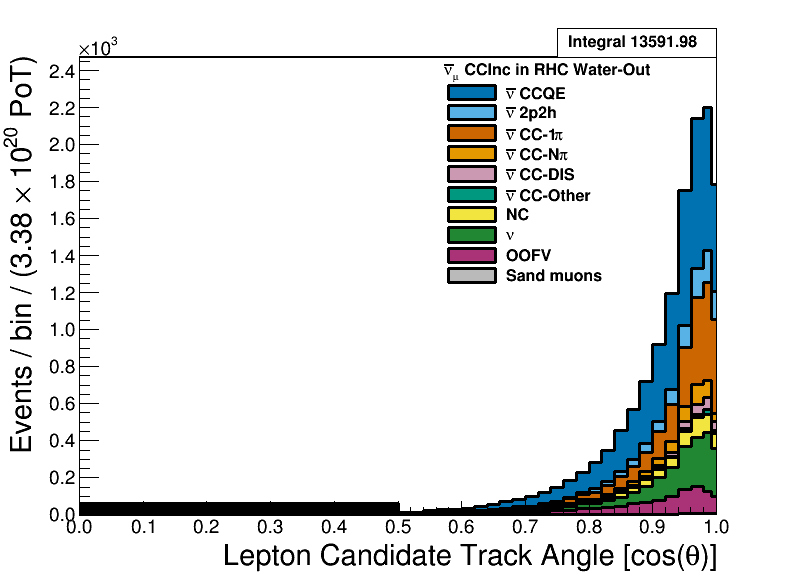 Integral 13591.98
×10³
ν̅μ CCInc in RHC Water-Out
ν̅ CCQE
ν̅ 2p2h
ν̅ CC-1π
ν̅ CC-Nπ
ν̅ CC-DIS
ν̅ CC-Other
NC
ν
OOFV
Sand muons
Events / bin / (3.38 × 10²⁰ PoT)
2.4
2.2
2.0
1.8
1.6
1.4
1.2
1.0
0.8
0.6
0.4
0.2
0.0
0.0 0.1 0.2 0.3 0.4 0.5 0.6 0.7 0.8 0.9 1.0
Lepton Candidate Track Angle [cos(θ)]